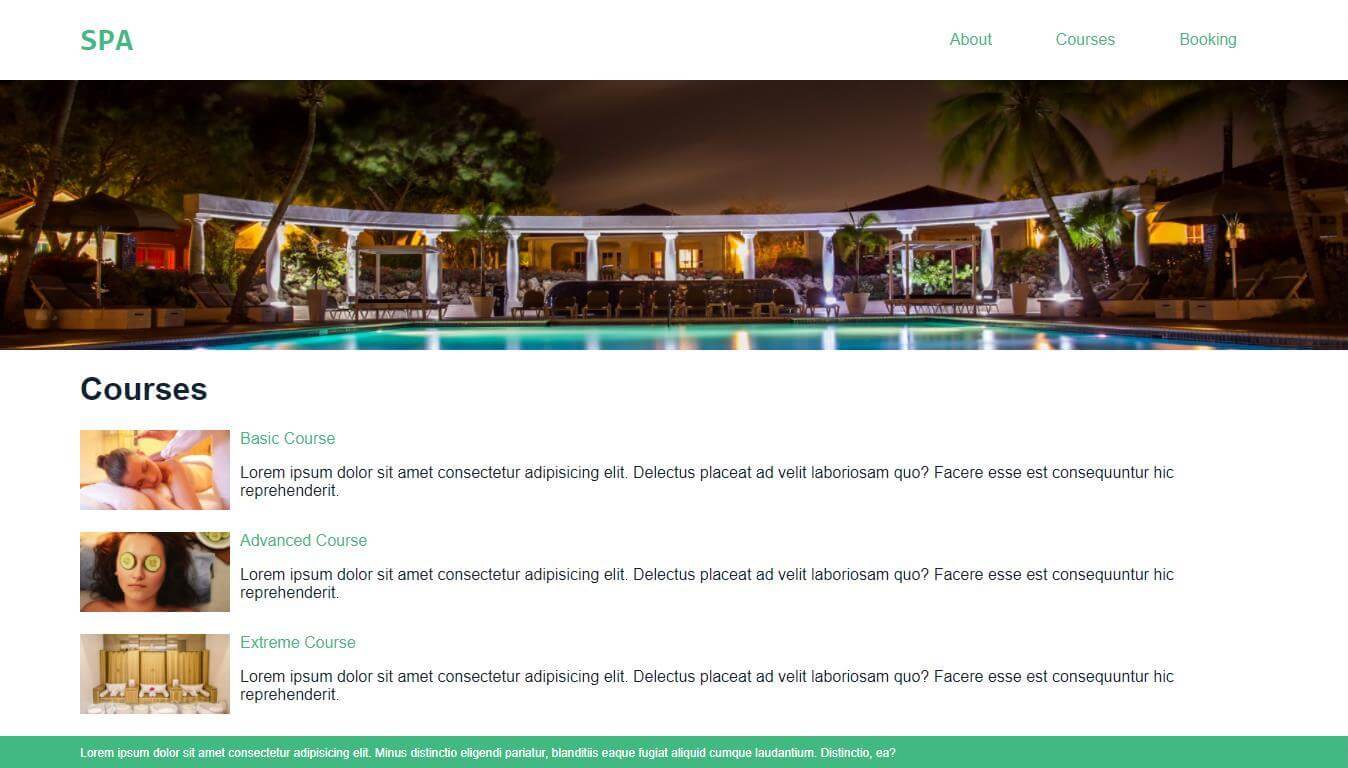 SPA
About
Courses
Booking
Courses
Basic Course
Lorem ipsum dolor sit amet consectetur adipisicing elit. Delectus placeat ad velit laboriosam quo? Facere esse est consequuntur hic
reprehenderit.
Advanced Course
Lorem ipsum dolor sit amet consectetur adipisicing elit. Delectus placeat ad velit laboriosam quo? Facere esse est consequuntur hic
reprehenderit.
Extreme Course
Lorem ipsum dolor sit amet consectetur adipisicing elit. Delectus placeat ad velit laboriosam quo? Facere esse est consequuntur hic
reprehenderit.
Lorem ipsum dolor sit amet consectetur adipisicing elit. Minus distinctio eligendi pariatur, blanditiis eaque fugiat aliquid cumque laudantium. Distinctio, ea?